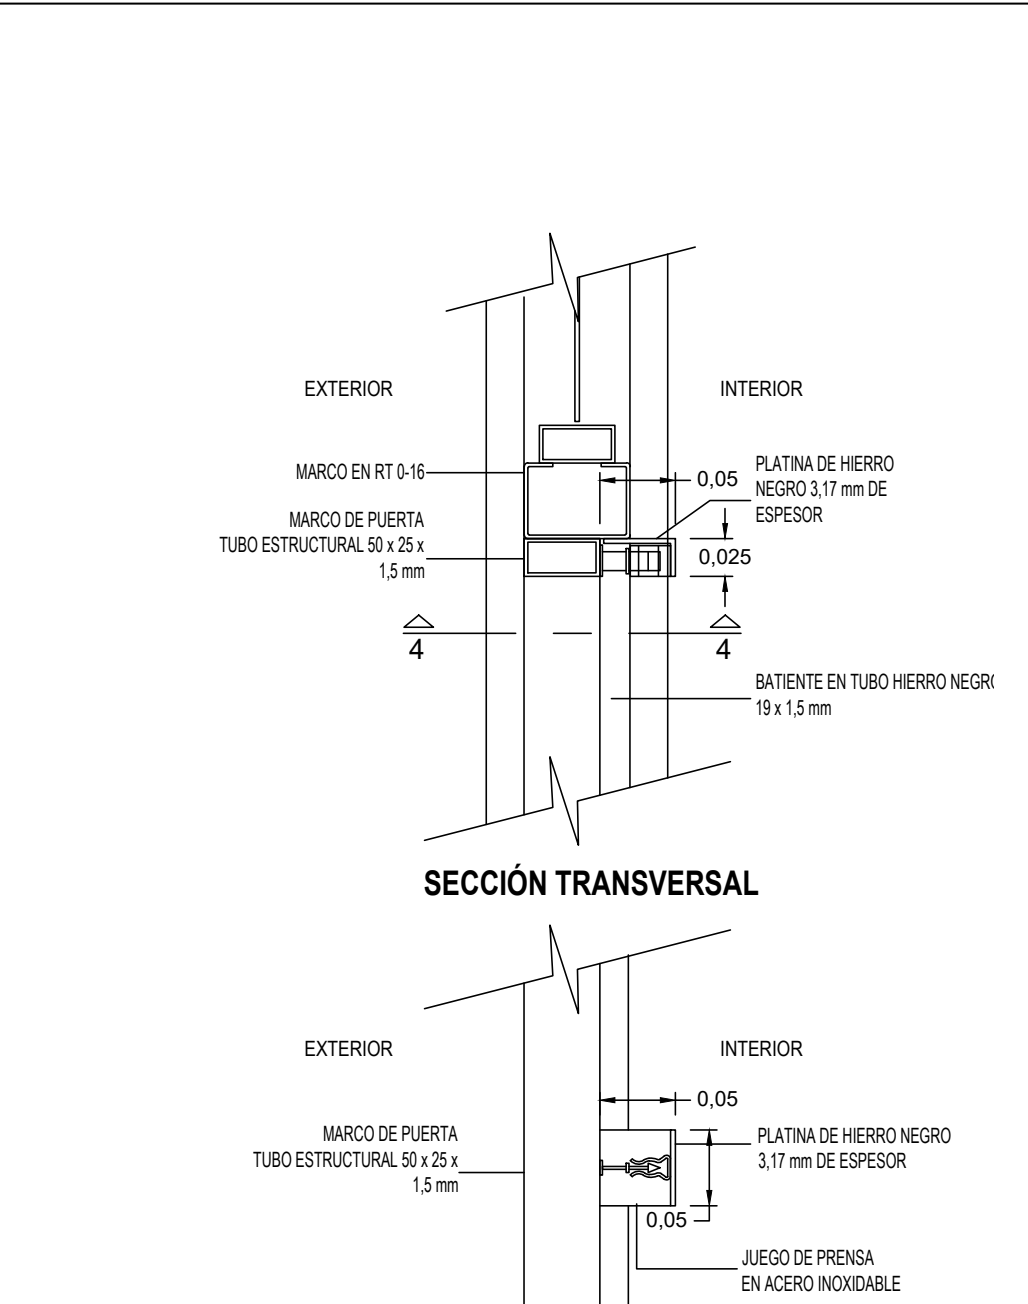 EXTERIOR
INTERIOR
MARCO EN RT 0-16
0,05
PLATINA DE HIERRO
NEGRO 3,17 mm DE
ESPESOR
MARCO DE PUERTA
TUBO ESTRUCTURAL 50 x 25 x
1,5 mm
0,025
4
4
BATIENTE EN TUBO HIERRO NEGRO
19 x 1,5 mm
SECCIÓN TRANSVERSAL
EXTERIOR
INTERIOR
0,05
MARCO DE PUERTA
TUBO ESTRUCTURAL 50 x 25 x
1,5 mm
PLATINA DE HIERRO NEGRO
3,17 mm DE ESPESOR
0,05
JUEGO DE PRENSA
EN ACERO INOXIDABLE